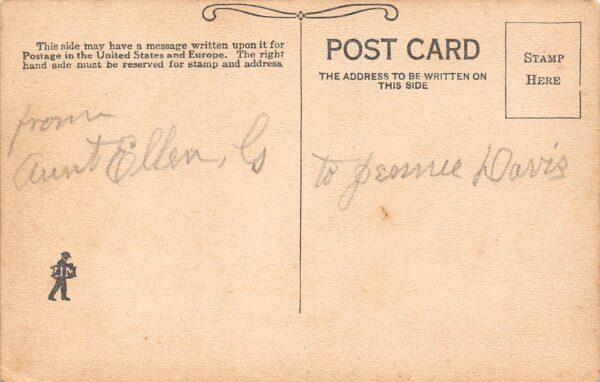 This side may have a message written upon it for
Postage in the United States and Europe. The right
hand side must be reserved for stamp and address.
POST CARD
THE ADDRESS TO BE WRITTEN ON
THIS SIDE
STAMP
HERE
from
Aunt Ellen, G
to Jennie Davis
ZIM